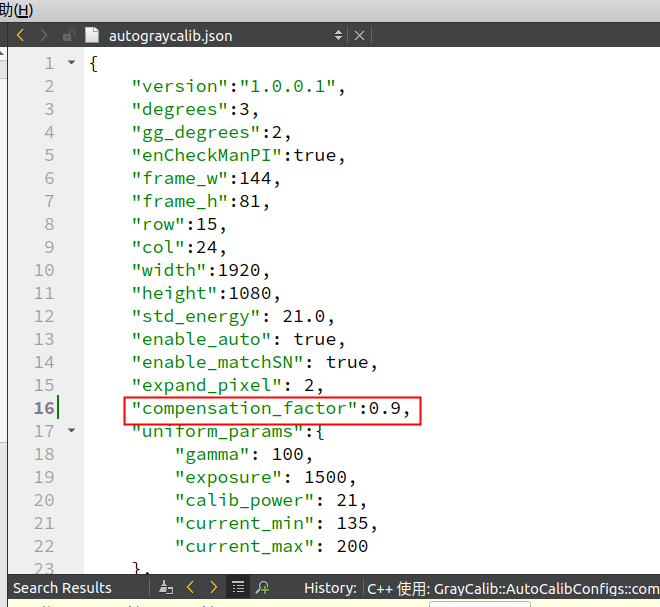 助(H)
autograycalib.json
1 {
2 "version":"1.0.0.1",
3 "degrees":3,
4 "gg_degrees":2,
5 "enCheckManPI":true,
6 "frame_w":144,
7 "frame_h":81,
8 "row":15,
9 "col":24,
10 "width":1920,
11 "height":1080,
12 "std_energy": 21.0,
13 "enable_auto": true,
14 "enable_matchSN": true,
15 "expand_pixel": 2,
16 "compensation_factor":0.9,
17 "uniform_params":{
18 "gamma": 100,
19 "exposure": 1500,
20 "calib_power": 21,
21 "current_min": 135,
22 "current_max": 200
23 },
Search Results History: C++ 使用: GrayCalib::AutoCalibConfigs::com